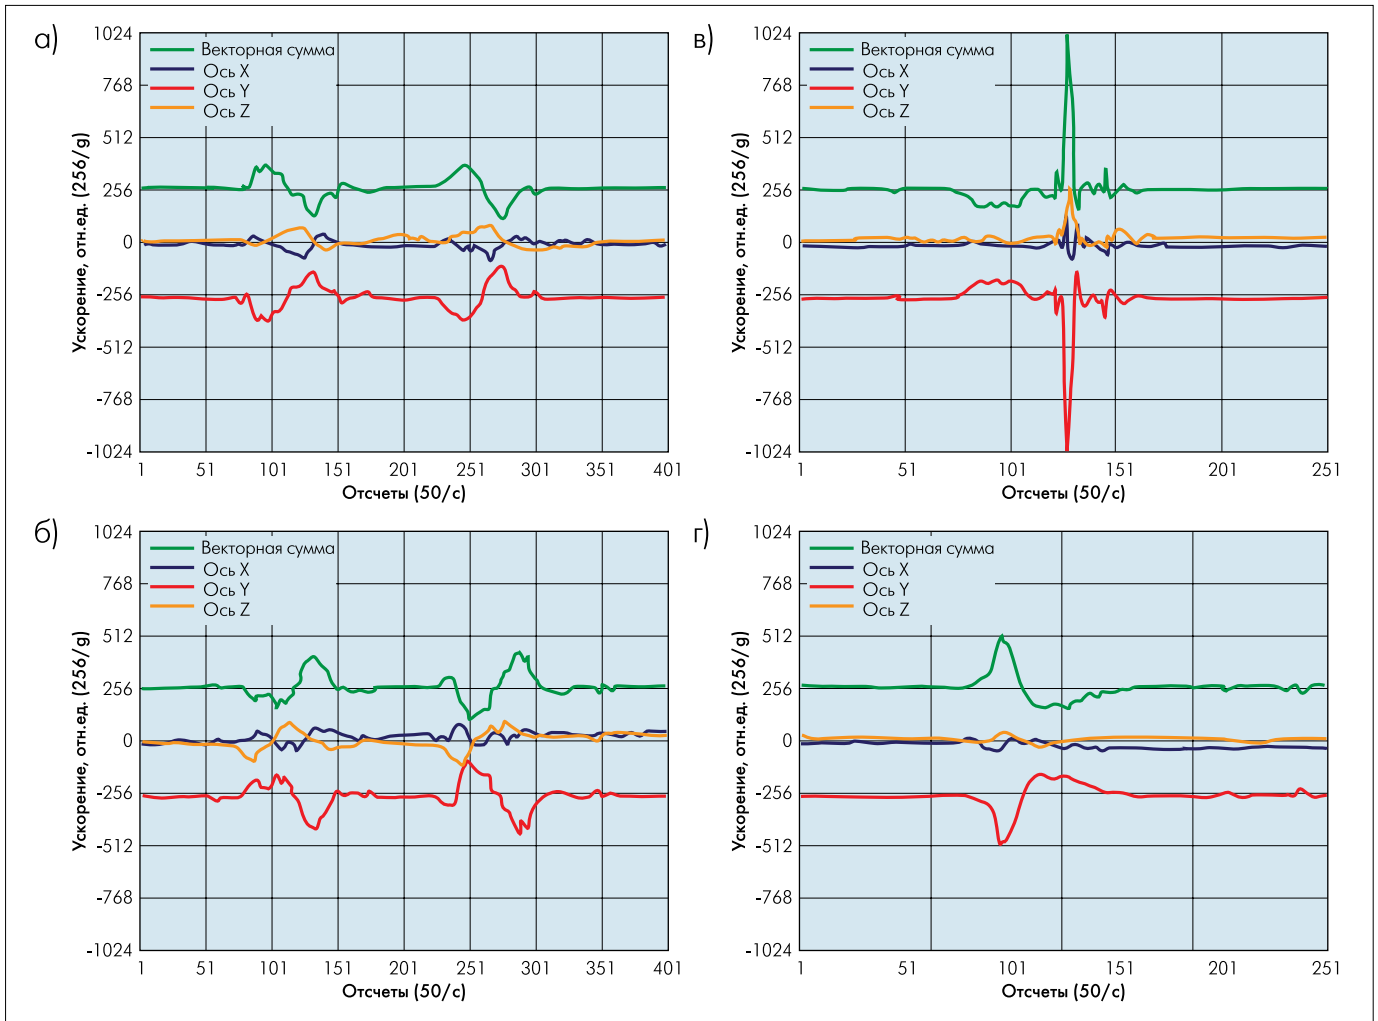 а)
Векторная сумма
Ось X
Ось Y
Ось Z
Ускорение, отн.ед. (256/g)
1024
768
512
256
0
-256
-512
-768
-1024
1 51 101 151 201 251 301 351 401
Отсчеты (50/с)
в)
Векторная сумма
Ось X
Ось Y
Ось Z
Ускорение, отн.ед. (256/g)
1024
768
512
256
0
-256
-512
-768
-1024
1 51 101 151 201 251
Отсчеты (50/с)
б)
Векторная сумма
Ось X
Ось Y
Ось Z
Ускорение, отн.ед. (256/g)
1024
768
512
256
0
-256
-512
-768
-1024
1 51 101 151 201 251 301 351 401
Отсчеты (50/с)
г)
Векторная сумма
Ось X
Ось Y
Ось Z
Ускорение, отн.ед. (256/g)
1024
768
512
256
0
-256
-512
-768
-1024
1 51 101 151 201 251
Отсчеты (50/с)